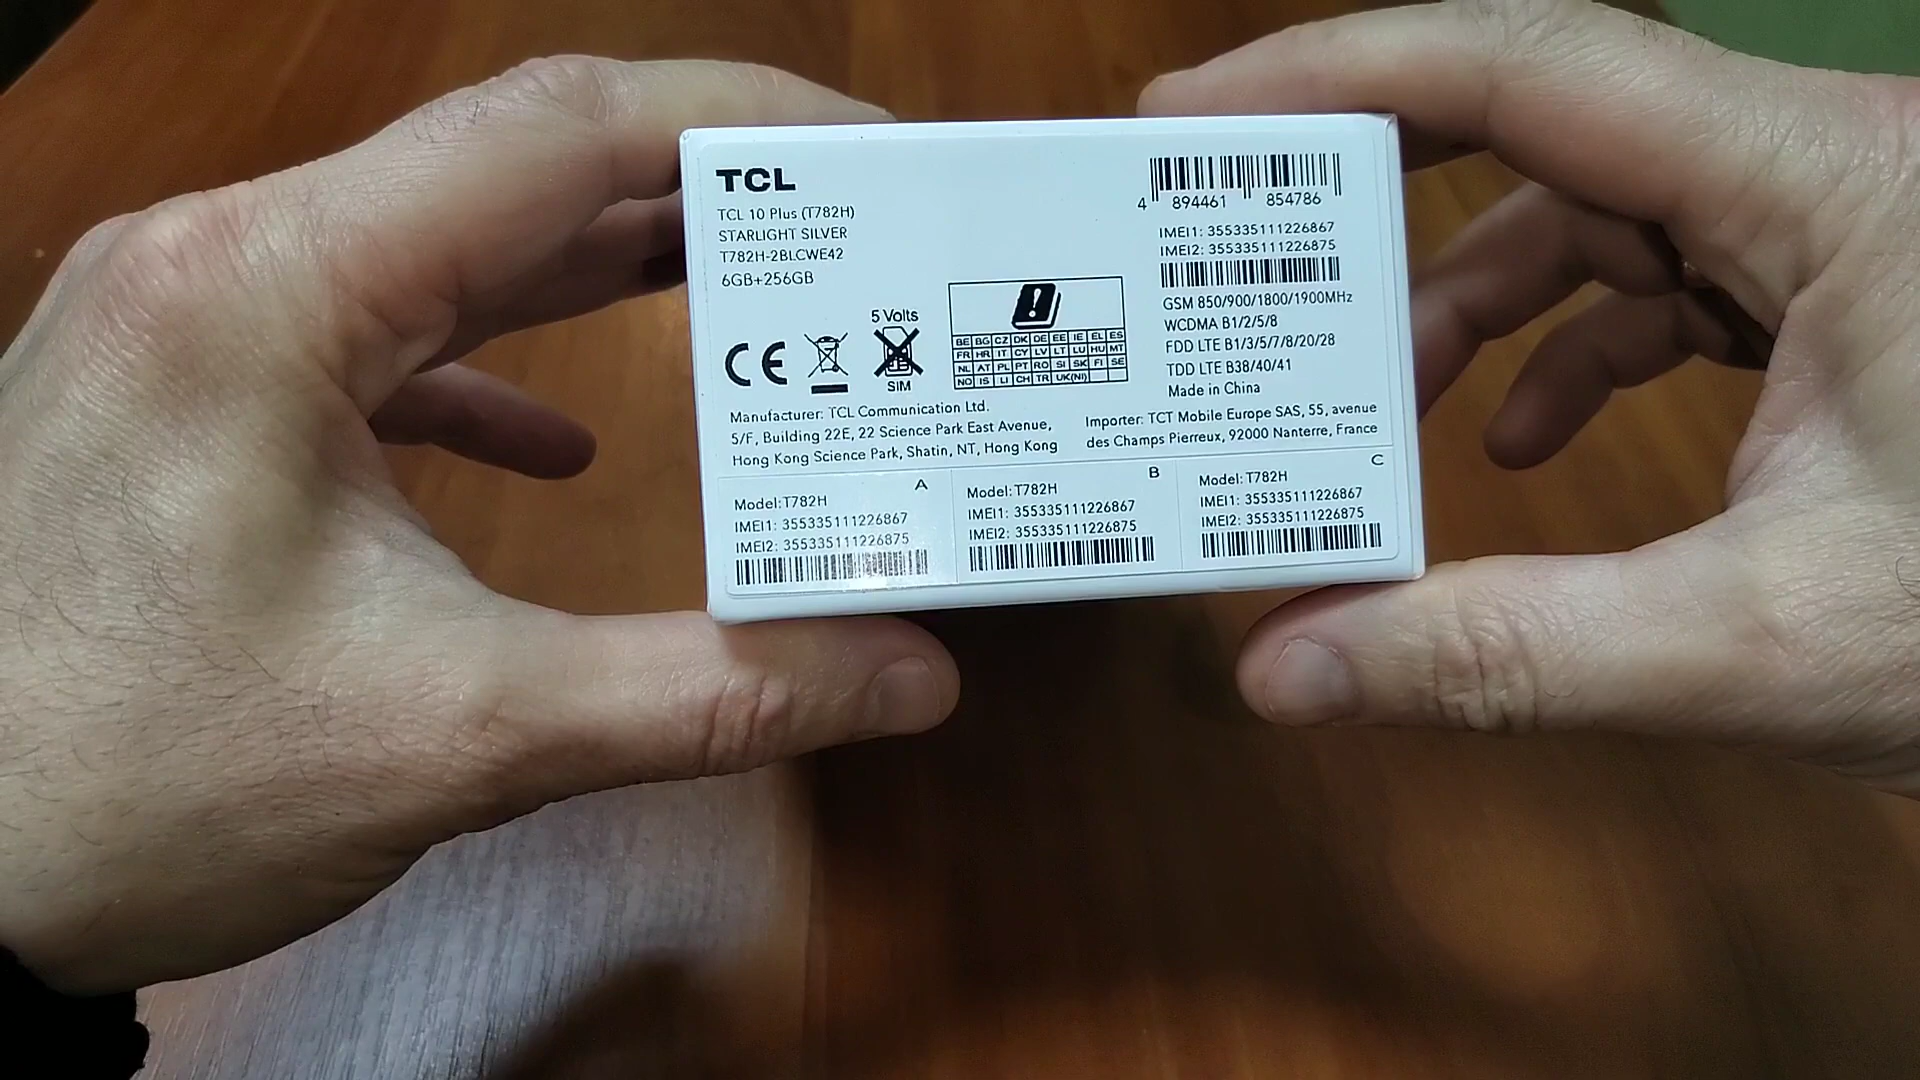 TCL
TCL 10 Plus (T782H)
STARLIGHT SILVER
T782H-2BLCWE42
6GB+256GB
4 894461 854786
IMEI1: 355335111226867
IMEI2: 355335111226875
GSM 850/900/1800/1900MHz
WCDMA B1/2/5/8
FDD LTE B1/3/5/7/8/20/28
TDD LTE B38/40/41
Made in China
CE
5 Volts
SIM
!
BE BG CZ DK DE EE IE EL ES
FR HR IT CY LV LT LU HU MT
NL AT PL PT RO SI SK FI SE
NO IS LI CH TR UK(NI)
Manufacturer: TCL Communication Ltd.
5/F, Building 22E, 22 Science Park East Avenue,
Hong Kong Science Park, Shatin, NT, Hong Kong
Importer: TCT Mobile Europe SAS, 55, avenue
des Champs Pierreux, 92000 Nanterre, France
A
Model:T782H
IMEI1: 355335111226867
IMEI2: 355335111226875
B
Model:T782H
IMEI1: 355335111226867
IMEI2: 355335111226875
C
Model:T782H
IMEI1: 355335111226867
IMEI2: 355335111226875